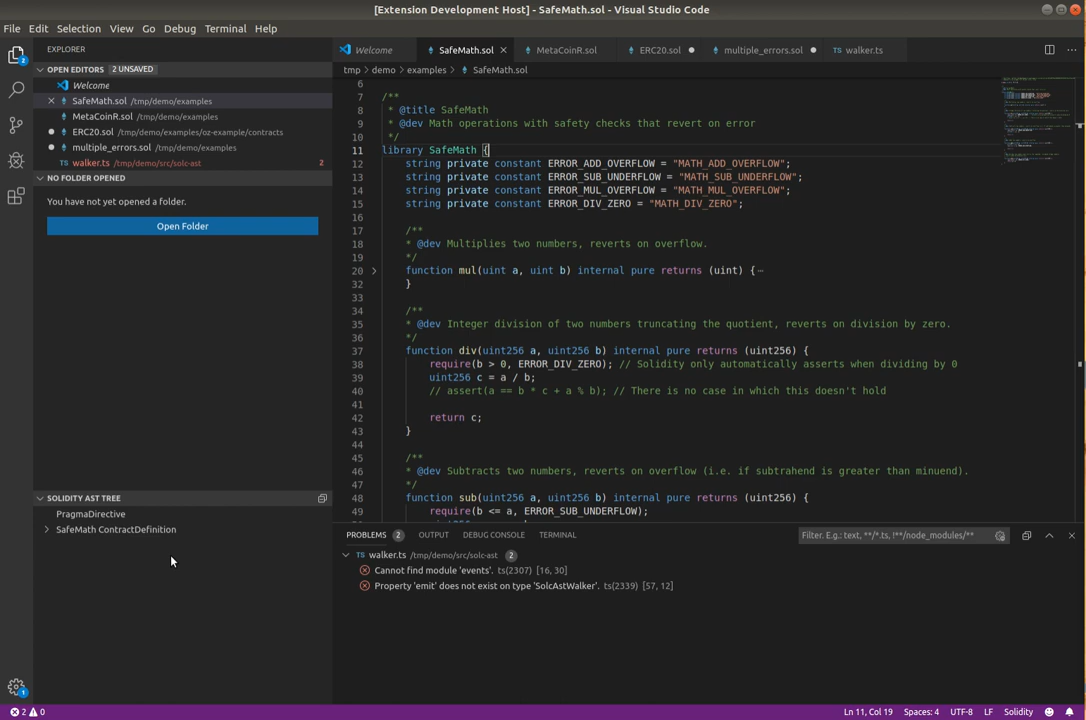 [Extension Development Host] - SafeMath.sol - Visual Studio Code
File Edit Selection View Go Debug Terminal Help
EXPLORER
OPEN EDITORS 2 UNSAVED
Welcome
SafeMath.sol /tmp/demo/examples
MetaCoinR.sol /tmp/demo/examples
ERC20.sol /tmp/demo/examples/oz-example/contracts
multiple_errors.sol /tmp/demo/examples
walker.ts /tmp/demo/src/solc-ast 2
NO FOLDER OPENED
You have not yet opened a folder.
Open Folder
SOLIDITY AST TREE
PragmaDirective
SafeMath ContractDefinition
2
1
Welcome SafeMath.sol MetaCoinR.sol ERC20.sol multiple_errors.sol walker.ts
tmp > demo > examples > SafeMath.sol
6
7 /**
8 * @title SafeMath
9 * @dev Math operations with safety checks that revert on error
10 */
11 library SafeMath {
12 string private constant ERROR_ADD_OVERFLOW = "MATH_ADD_OVERFLOW";
13 string private constant ERROR_SUB_UNDERFLOW = "MATH_SUB_UNDERFLOW";
14 string private constant ERROR_MUL_OVERFLOW = "MATH_MUL_OVERFLOW";
15 string private constant ERROR_DIV_ZERO = "MATH_DIV_ZERO";
16
17 /**
18 * @dev Multiplies two numbers, reverts on overflow.
19 */
20 function mul(uint a, uint b) internal pure returns (uint) {⋯
32 }
33
34 /**
35 * @dev Integer division of two numbers truncating the quotient, reverts on division by zero.
36 */
37 function div(uint256 a, uint256 b) internal pure returns (uint256) {
38 require(b > 0, ERROR_DIV_ZERO); // Solidity only automatically asserts when dividing by 0
39 uint256 c = a / b;
40 // assert(a == b * c + a % b); // There is no case in which this doesn't hold
41
42 return c;
43 }
44
45 /**
46 * @dev Subtracts two numbers, reverts on overflow (i.e. if subtrahend is greater than minuend).
47 */
48 function sub(uint256 a, uint256 b) internal pure returns (uint256) {
49 require(b <= a, ERROR_SUB_UNDERFLOW);
PROBLEMS 2 OUTPUT DEBUG CONSOLE TERMINAL Filter. E.g.: text, **/*.ts, !**/node_modules/**
walker.ts /tmp/demo/src/solc-ast 2
Cannot find module 'events'. ts(2307) [16, 30]
Property 'emit' does not exist on type 'SolcAstWalker'. ts(2339) [57, 12]
2 0 Ln 11, Col 19 Spaces: 4 UTF-8 LF Solidity